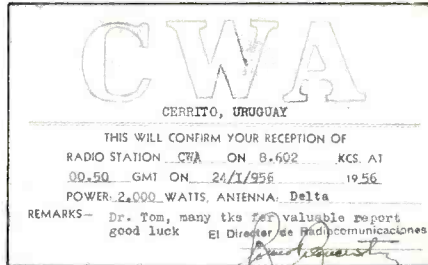 CWA
CERRITO, URUGUAY
THIS WILL CONFIRM YOUR RECEPTION OF
RADIO STATION CWA ON 8.602 KCS. AT
00.50 GMT ON 24/I/956 1956
POWER: 2.000 WATTS, ANTENNA: Delta
REMARKS— Dr. Tom, many tks for valuable report
good luck El Director de Radiocomunicaciones